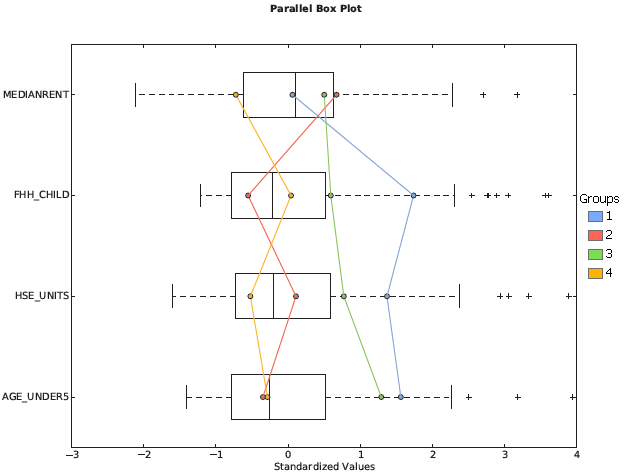 Parallel Box Plot
MEDIANRENT
FHH_CHILD
HSE_UNITS
AGE_UNDER5
−3 −2 −1 0 1 2 3 4
Standardized Values
Groups
1
2
3
4